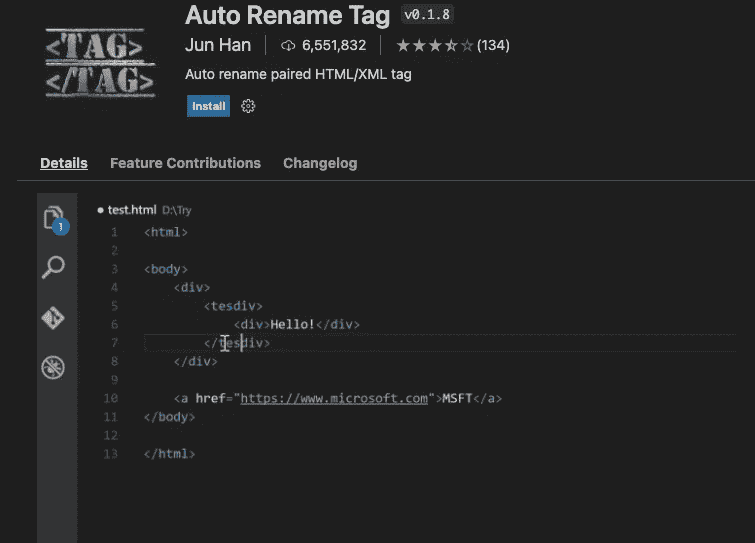 <TAG>
</TAG>
Auto Rename Tag v0.1.8
Jun Han 6,551,832 (134)
Auto rename paired HTML/XML tag
Install
Details Feature Contributions Changelog
1
● test.html D:\Try
1 <html>
2
3 <body>
4 <div>
5 <tesdiv>
6 <div>Hello!</div>
7 </tesdiv>
8 </div>
9
10 <a href="https://www.microsoft.com">MSFT</a>
11 </body>
12
13 </html>